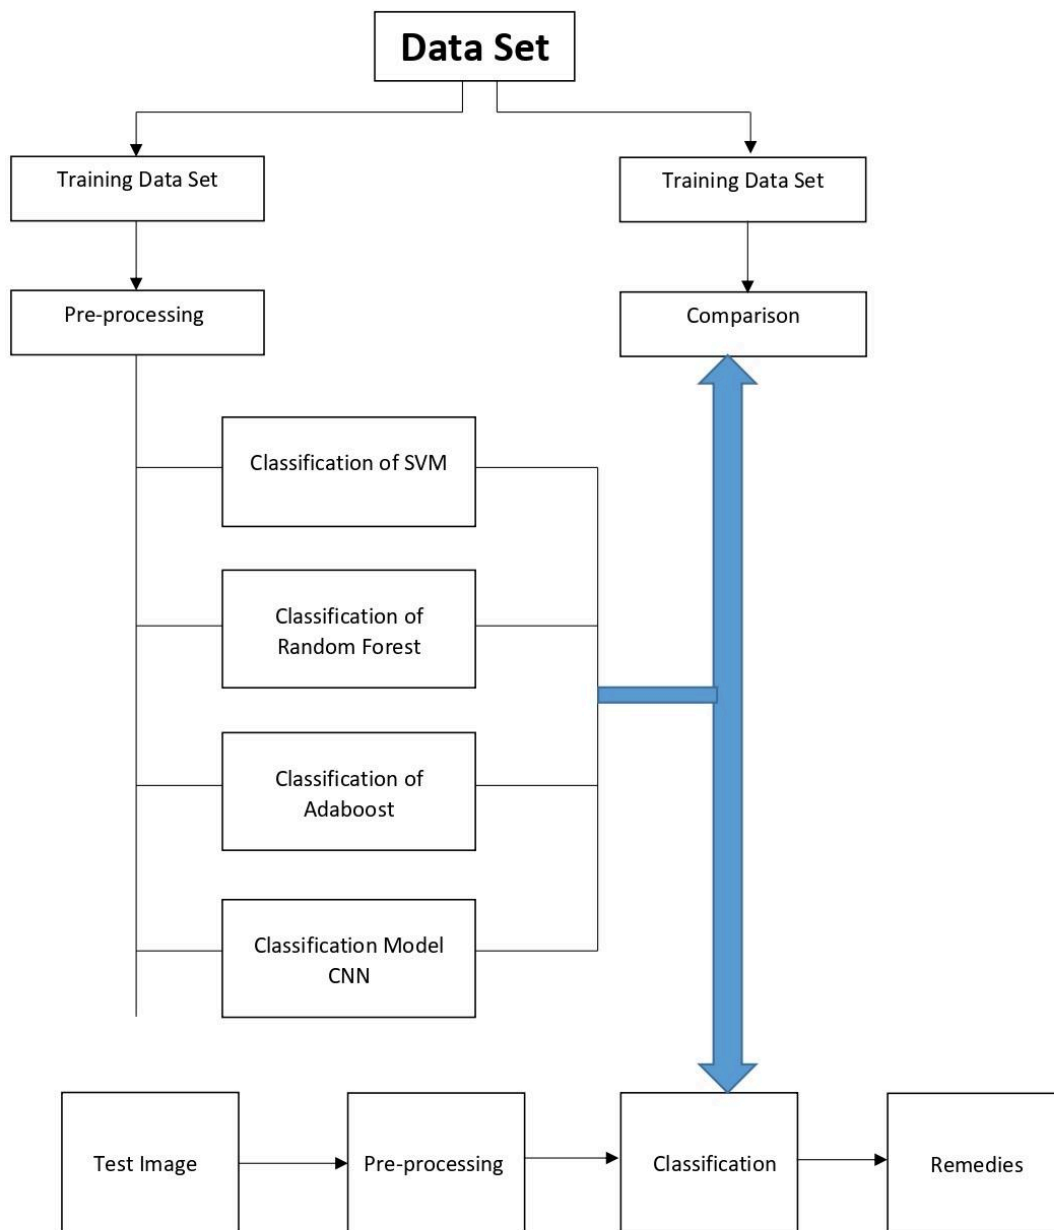 Data Set
Training Data Set
Training Data Set
Pre-processing
Comparison
Classification of SVM
Classification of
Random Forest
Classification of
Adaboost
Classification Model
CNN
Test Image
Pre-processing
Classification
Remedies